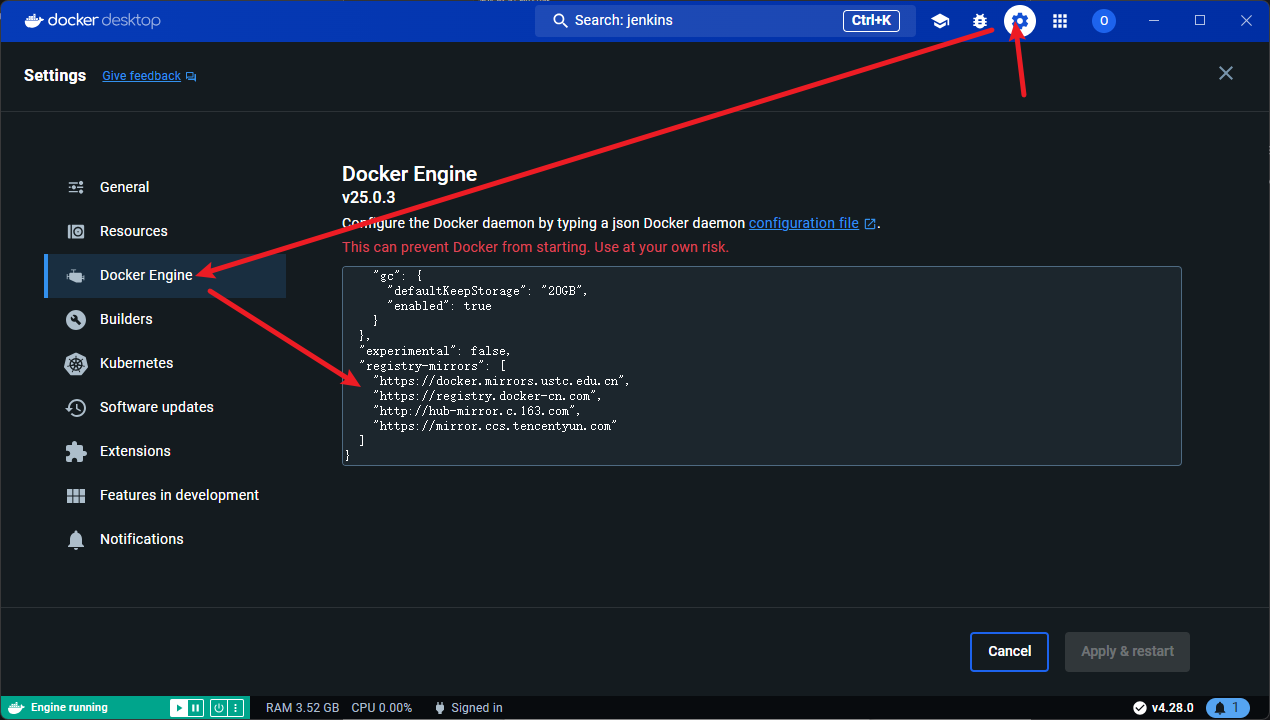 docker desktop
Search: jenkins
Ctrl+K
O
Settings
Give feedback
General
Resources
Docker Engine
Builders
Kubernetes
Software updates
Extensions
Features in development
Notifications
Docker Engine
v25.0.3
Configure the Docker daemon by typing a json Docker daemon configuration file.
This can prevent Docker from starting. Use at your own risk.
"gc": {
"defaultKeepStorage": "20GB",
"enabled": true
}
},
"experimental": false,
"registry-mirrors": [
"https://docker.mirrors.ustc.edu.cn",
"https://registry.docker-cn.com",
"http://hub-mirror.c.163.com",
"https://mirror.ccs.tencentyun.com"
]
}
Cancel
Apply & restart
Engine running
RAM 3.52 GB
CPU 0.00%
Signed in
v4.28.0
1